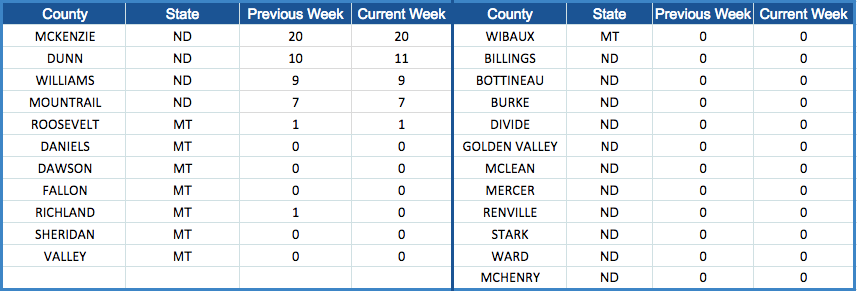 County State Previous Week Current Week County State Previous Week Current Week
MCKENZIE ND 20 20 WIBAUX MT 0 0
DUNN ND 10 11 BILLINGS ND 0 0
WILLIAMS ND 9 9 BOTTINEAU ND 0 0
MOUNTRAIL ND 7 7 BURKE ND 0 0
ROOSEVELT MT 1 1 DIVIDE ND 0 0
DANIELS MT 0 0 GOLDEN VALLEY ND 0 0
DAWSON MT 0 0 MCLEAN ND 0 0
FALLON MT 0 0 MERCER ND 0 0
RICHLAND MT 1 0 RENVILLE ND 0 0
SHERIDAN MT 0 0 STARK ND 0 0
VALLEY MT 0 0 WARD ND 0 0
MCHENRY ND 0 0